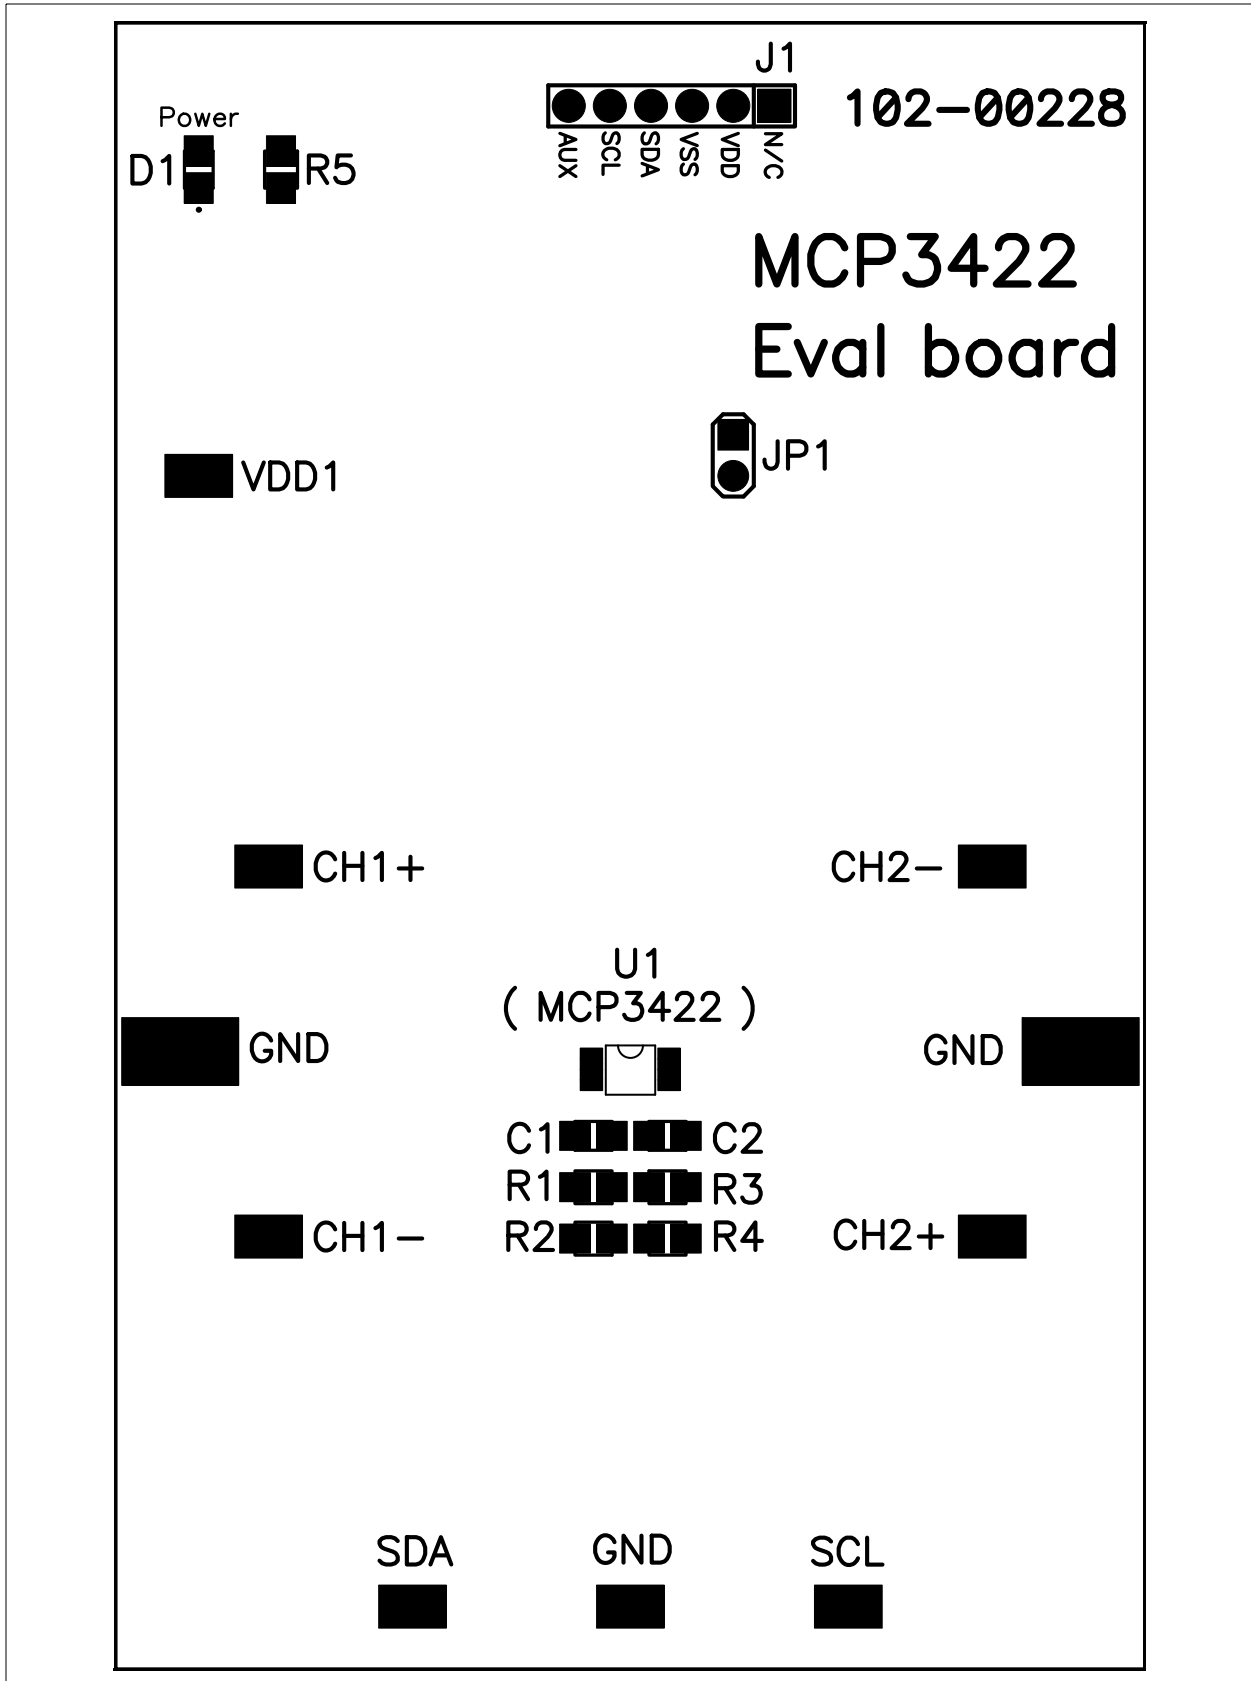 J1
102-00228
Power
D1
R5
AUX
SCL
SDA
VSS
VDD
N/C
MCP3422
Eval board
JP1
VDD1
CH1+
CH2-
U1
( MCP3422 )
GND
GND
C1
C2
R1
R3
R2
R4
CH1-
CH2+
SDA
GND
SCL